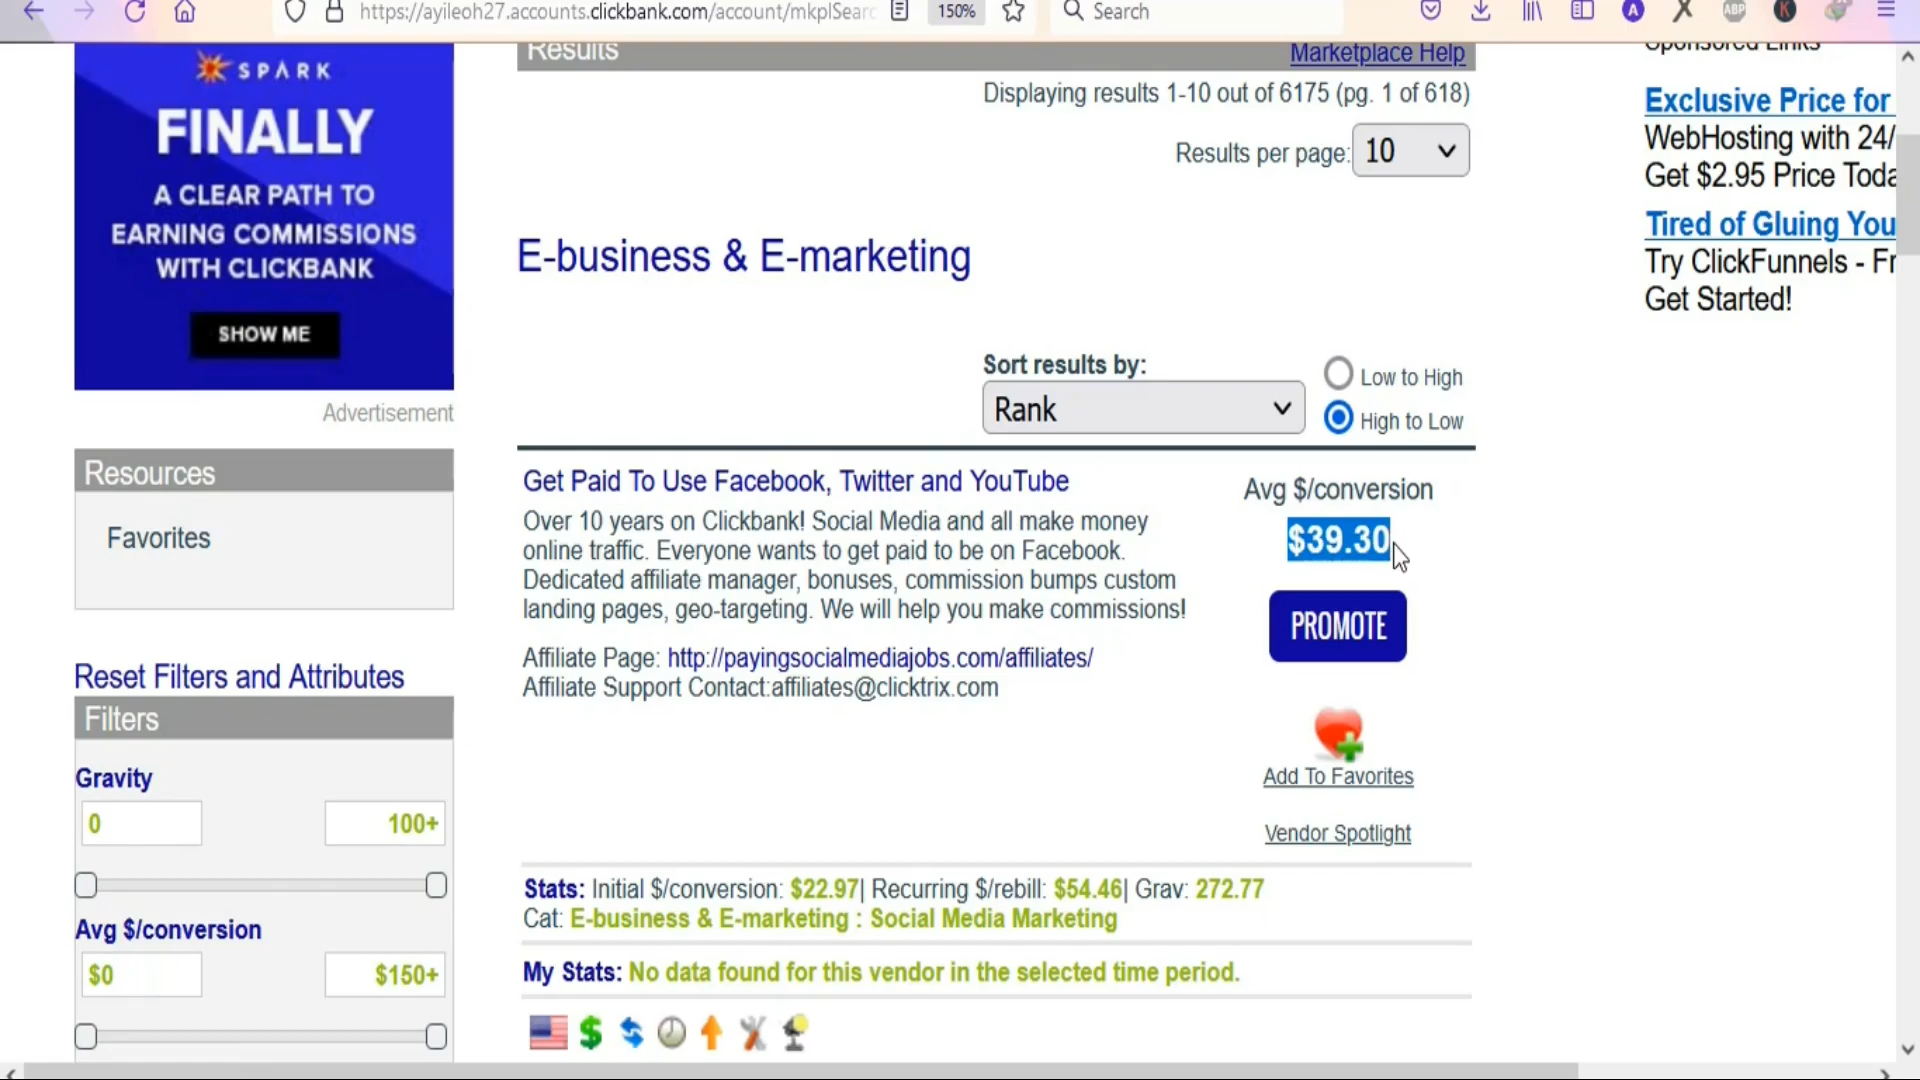 https://ayileoh27.accounts.clickbank.com/account/mkplSearc
150%
Search
A
ABP
K
SPARK
FINALLY
A CLEAR PATH TO
EARNING COMMISSIONS
WITH CLICKBANK
SHOW ME
Advertisement
Resources
Favorites
Reset Filters and Attributes
Filters
Gravity
0
100+
Avg $/conversion
$0
$150+
Results
Marketplace Help
Displaying results 1-10 out of 6175 (pg. 1 of 618)
Results per page: 10
E-business & E-marketing
Sort results by:
Rank
Low to High
High to Low
Get Paid To Use Facebook, Twitter and YouTube
Over 10 years on Clickbank! Social Media and all make money
online traffic. Everyone wants to get paid to be on Facebook.
Dedicated affiliate manager, bonuses, commission bumps custom
landing pages, geo-targeting. We will help you make commissions!
Affiliate Page: http://payingsocialmediajobs.com/affiliates/
Affiliate Support Contact:affiliates@clicktrix.com
Avg $/conversion
$39.30
PROMOTE
Add To Favorites
Vendor Spotlight
Stats: Initial $/conversion: $22.97| Recurring $/rebill: $54.46| Grav: 272.77
Cat: E-business & E-marketing : Social Media Marketing
My Stats: No data found for this vendor in the selected time period.
Sponsored Links
Exclusive Price for
WebHosting with 24/
Get $2.95 Price Toda
Tired of Gluing You
Try ClickFunnels - Fr
Get Started!